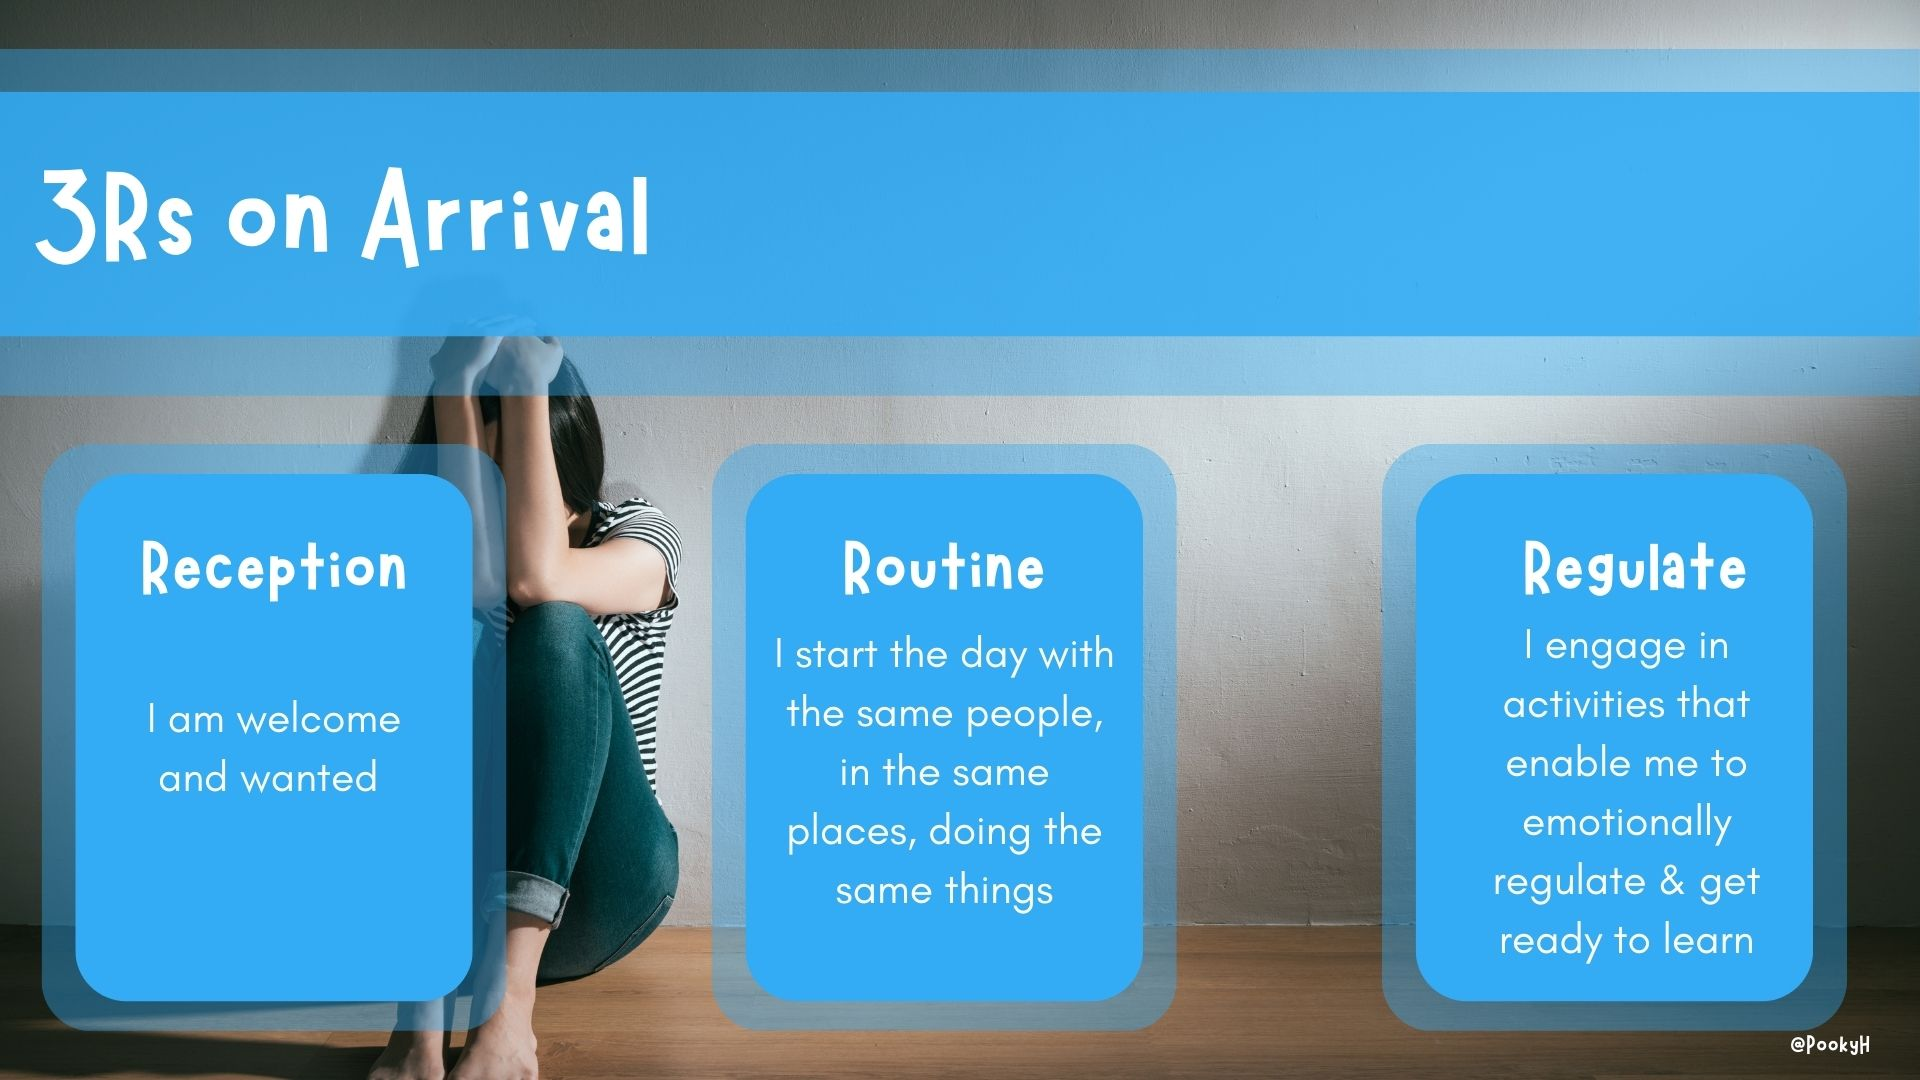 3Rs on Arrival
Reception
I am welcome
and wanted
Routine
I start the day with
the same people,
in the same
places, doing the
same things
Regulate
I engage in
activities that
enable me to
emotionally
regulate & get
ready to learn
@PookyH